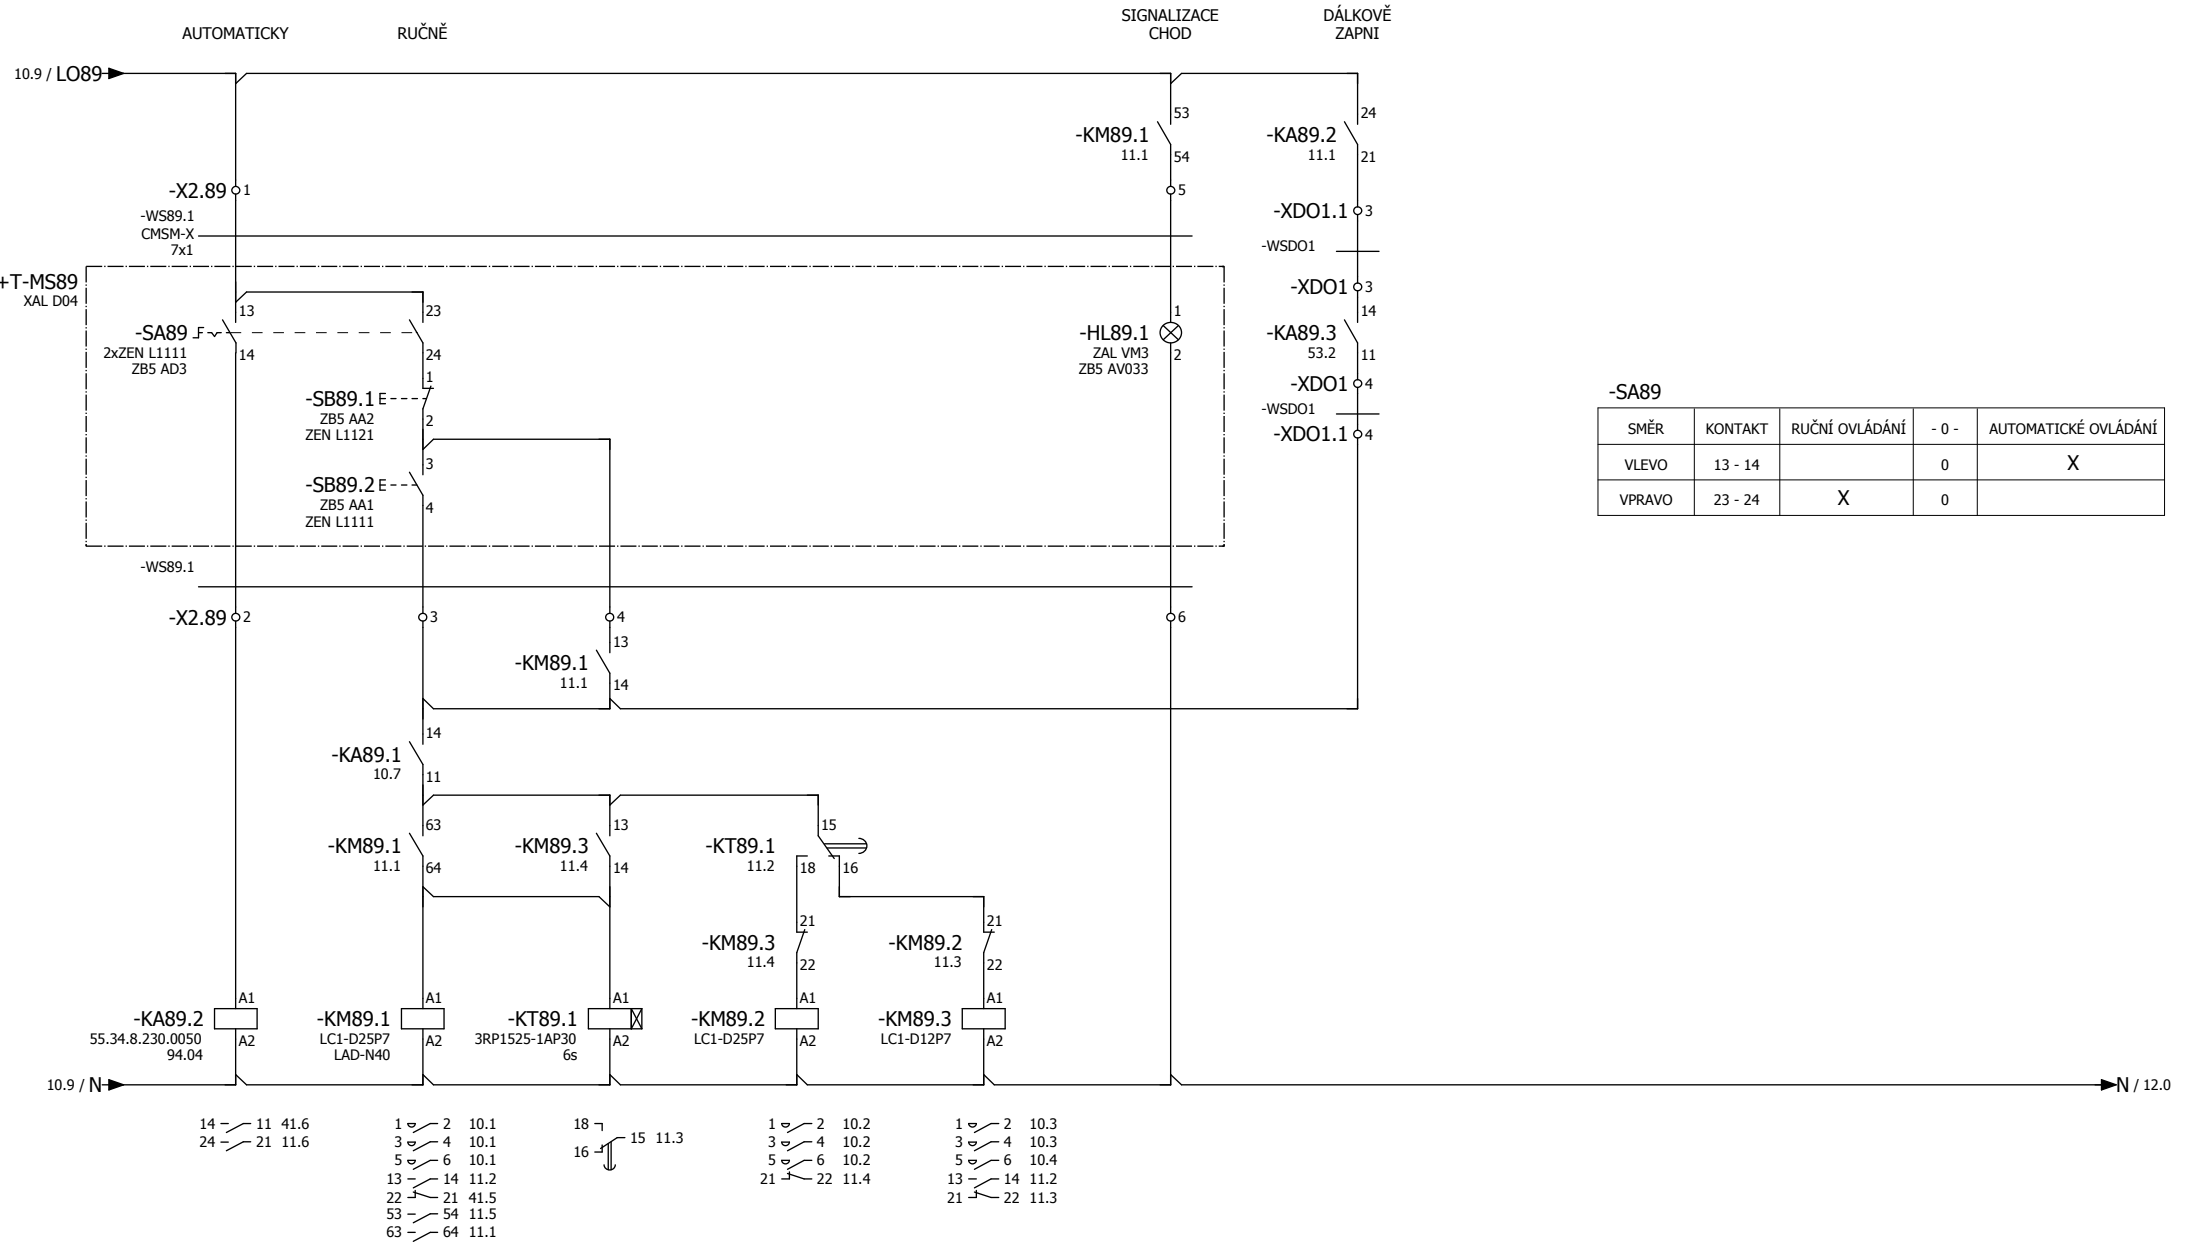 AUTOMATICKY
RUČNĚ
SIGNALIZACE
CHOD
DÁLKOVĚ
ZAPNI
10.9 / LO89
53
-KM89.1
11.1
54
24
-KA89.2
11.1
21
-X2.89 1
5
-XDO1.1 3
-WS89.1
CMSM-X
7x1
-WSDO1
+T-MS89
XAL D04
-XDO1 3
13
-SA89
2xZEN L1111
ZB5 AD3
14
23
24
1
-HL89.1
ZAL VM3
ZB5 AV033
2
14
-KA89.3
53.2
11
-XDO1 4
-WSDO1
-XDO1.1 4
1
-SB89.1 E
ZB5 AA2
ZEN L1121
2
3
-SB89.2 E
ZB5 AA1
ZEN L1111
4
-SA89
SMĚR KONTAKT RUČNÍ OVLÁDÁNÍ - 0 - AUTOMATICKÉ OVLÁDÁNÍ
VLEVO 13 - 14 0 X
VPRAVO 23 - 24 X 0
-WS89.1
-X2.89 2
3
4
6
13
-KM89.1
11.1
14
14
-KA89.1
10.7
11
63
-KM89.1
11.1
64
13
-KM89.3
11.4
14
15
-KT89.1
11.2
18
16
21
-KM89.3
11.4
22
21
-KM89.2
11.3
22
A1
-KA89.2
55.34.8.230.0050
94.04
A2
A1
-KM89.1
LC1-D25P7
LAD-N40
A2
A1
-KT89.1
3RP1525-1AP30
6s
A2
A1
-KM89.2
LC1-D25P7
A2
A1
-KM89.3
LC1-D12P7
A2
10.9 / N
N / 12.0
14 11 41.6
24 21 11.6
1 2 10.1
3 4 10.1
5 6 10.1
13 14 11.2
22 21 41.5
53 54 11.5
63 64 11.1
18
16
15 11.3
1 2 10.2
3 4 10.2
5 6 10.2
21 22 11.4
1 2 10.3
3 4 10.3
5 6 10.4
13 14 11.2
21 22 11.3